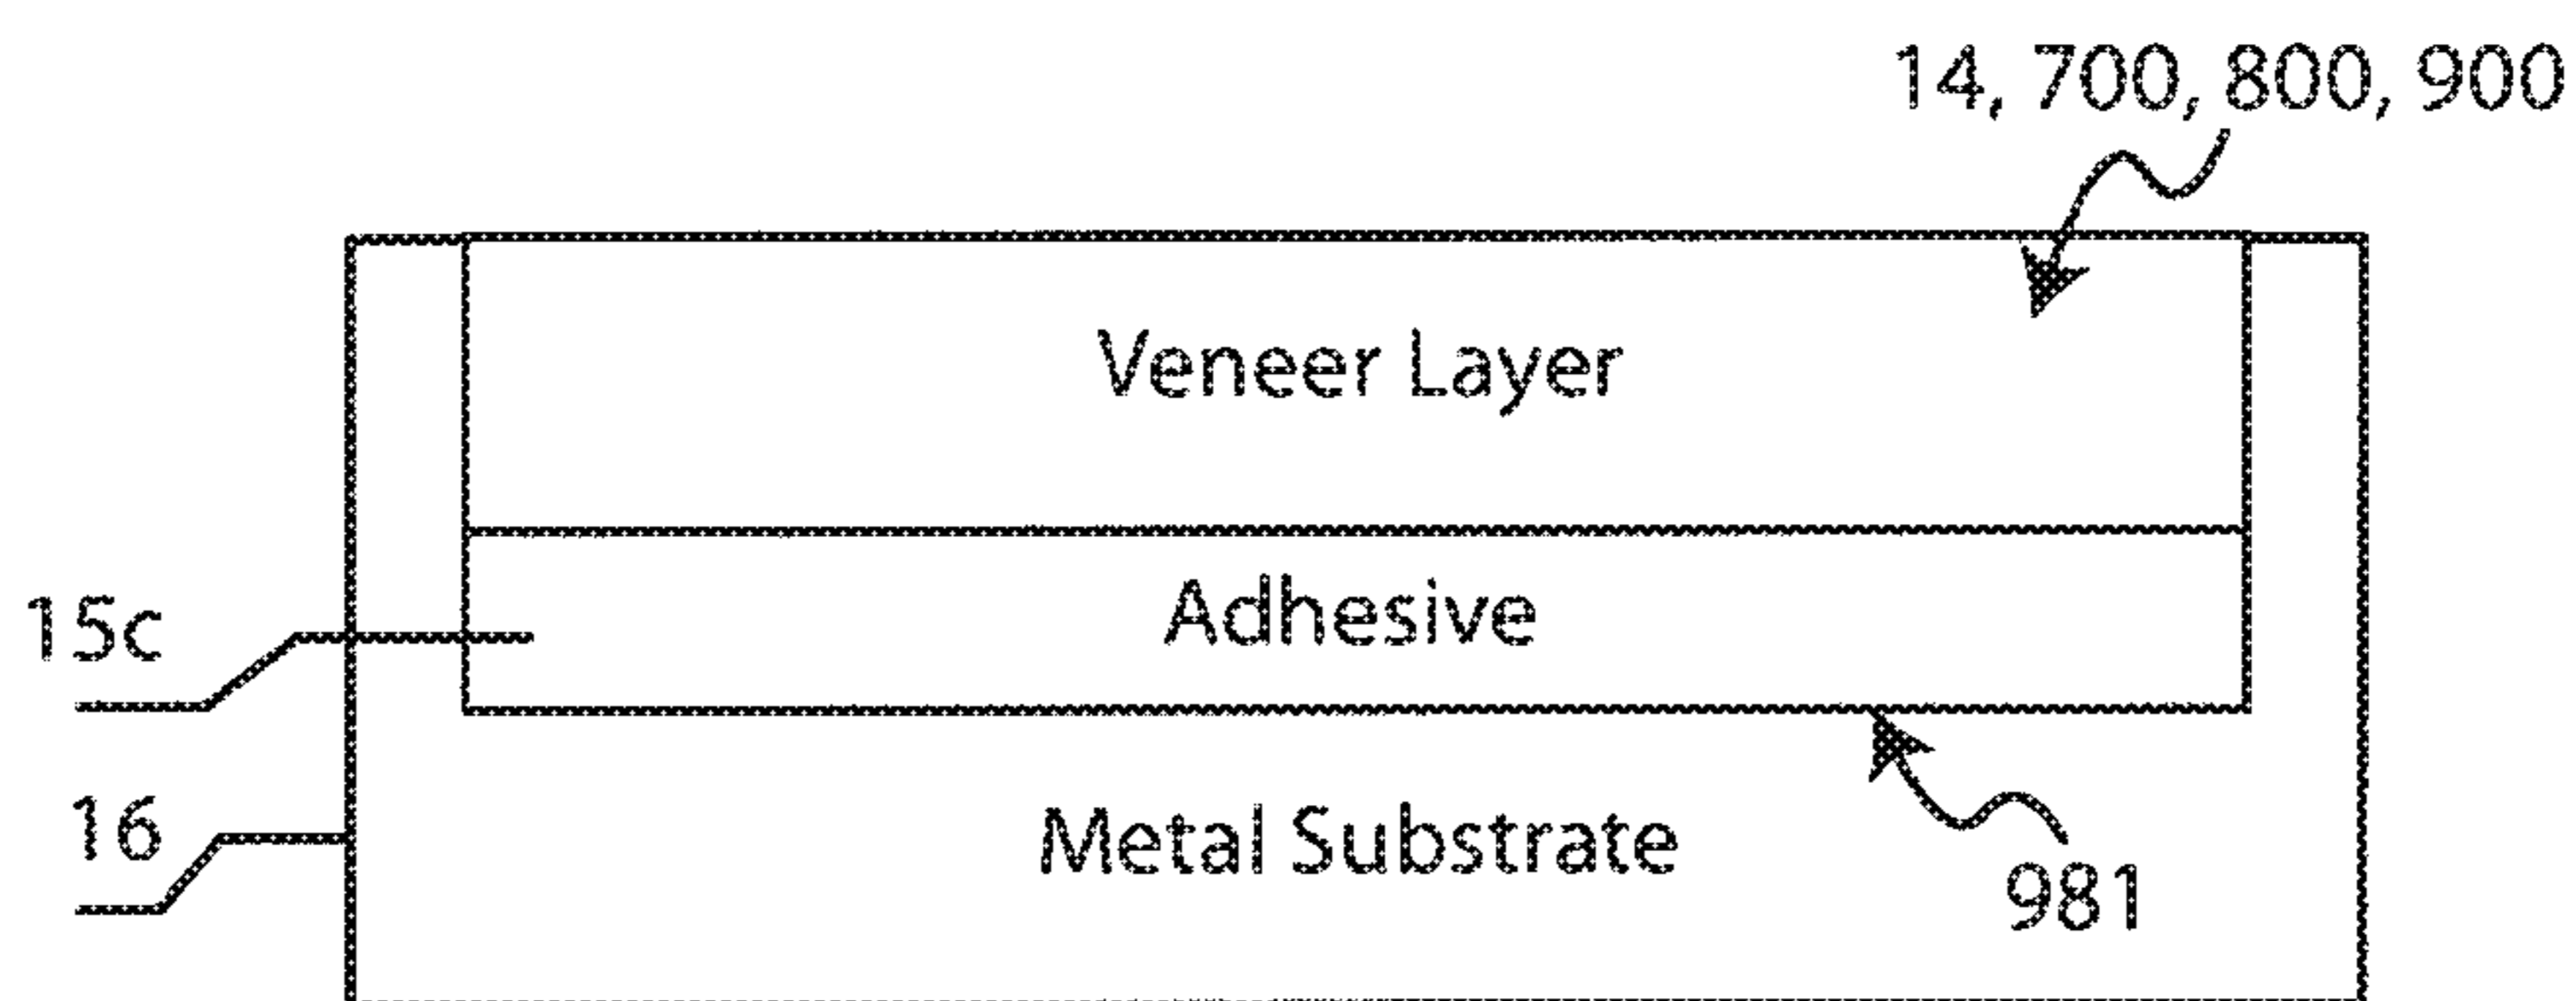 14, 700, 800, 900
Veneer Layer
Adhesive
15c
Metal Substrate
16
981